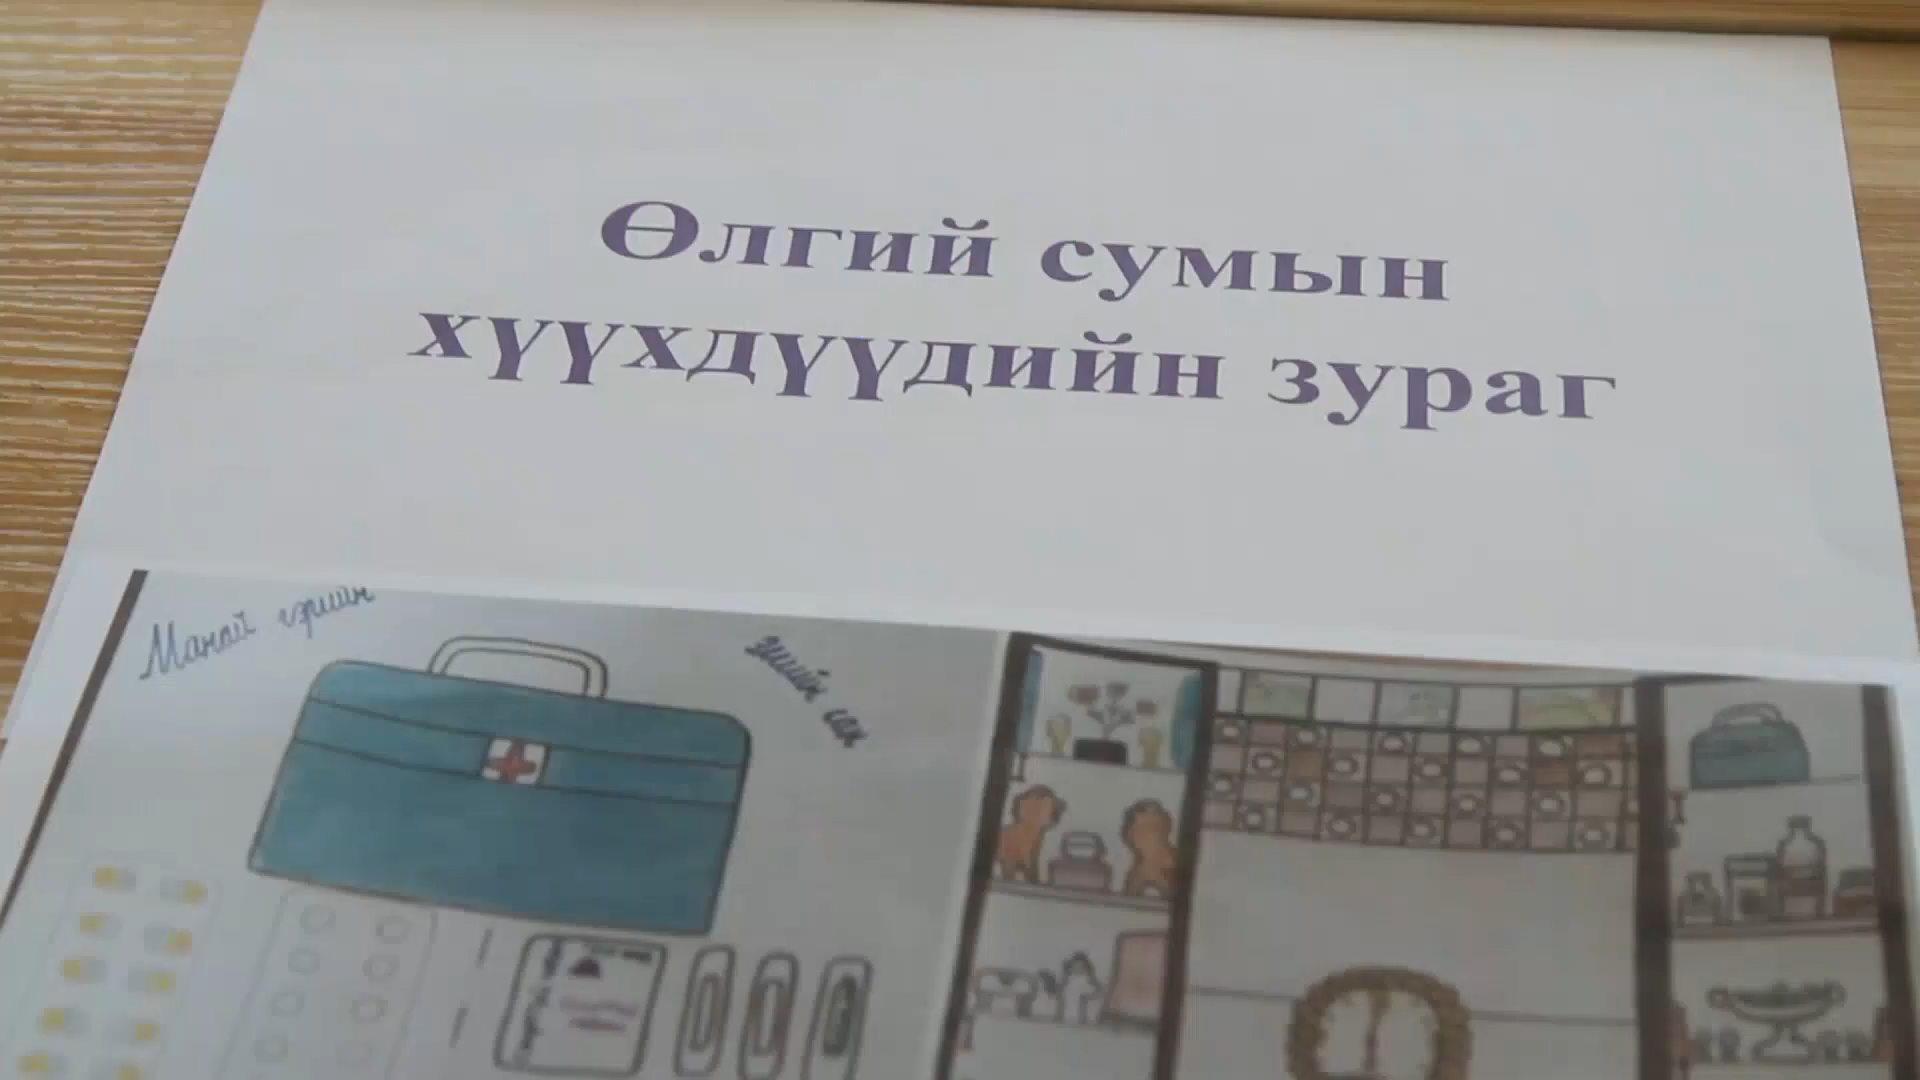 Өлгий сумын
хүүхдүүдийн зураг
Манай гэрийн
эмийн сан